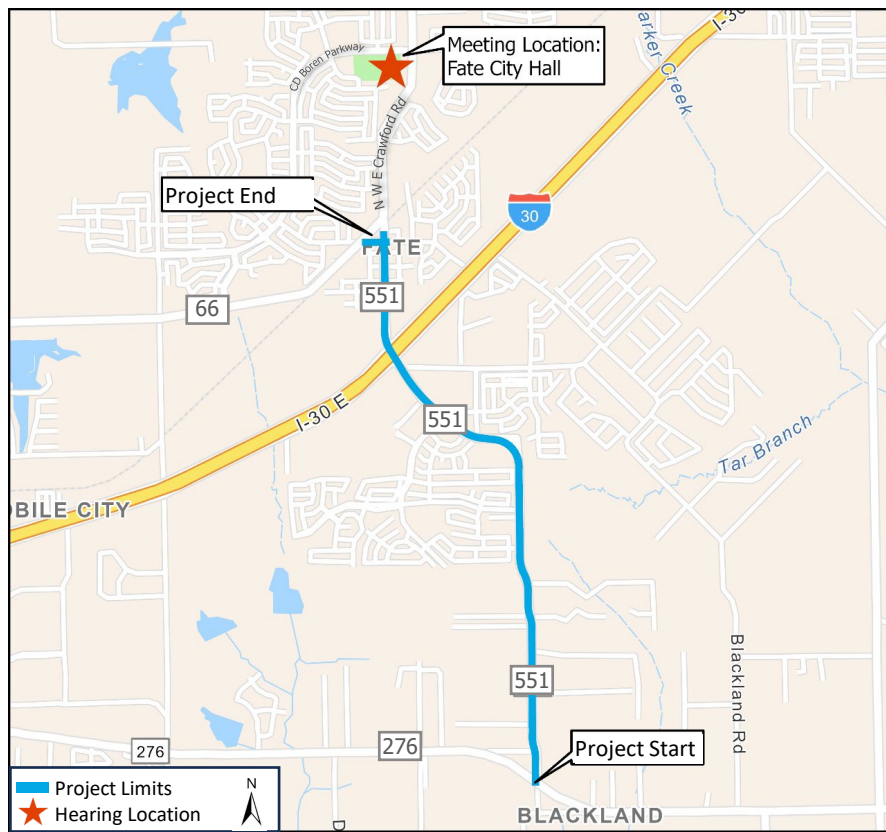 I-30
Parker Creek
Meeting Location:
Fate City Hall
CD Boren Parkway
N W E Crawford Rd
Project End
30
FATE
551
66
551
I-30 E
Tar Branch
OBILE CITY
Blackland Rd
551
276
276
Project Start
Project Limits
Hearing Location
N
D
BLACKLAND